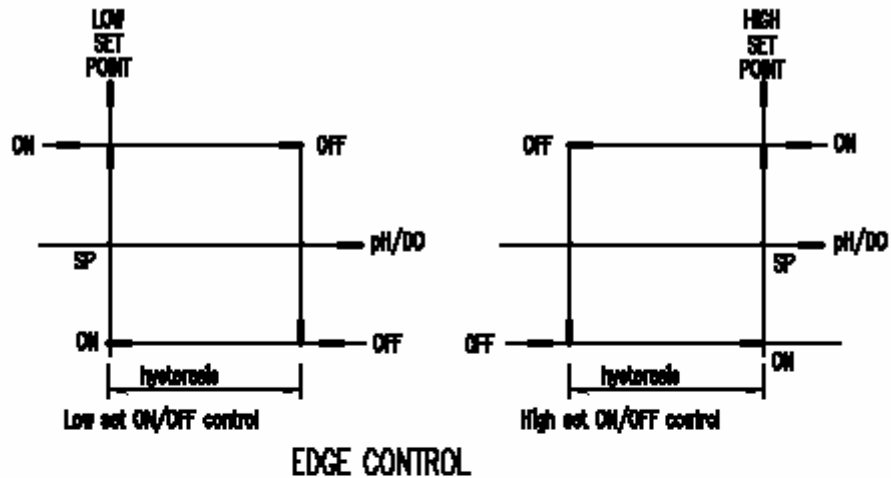 LOW
SET
POINT
ON
OFF
SP
pH/DO
ON
OFF
hysteresis
Low set ON/OFF control
HIGH
SET
POINT
OFF
ON
SP
pH/DO
OFF
ON
hysteresis
High set ON/OFF control
EDGE CONTROL